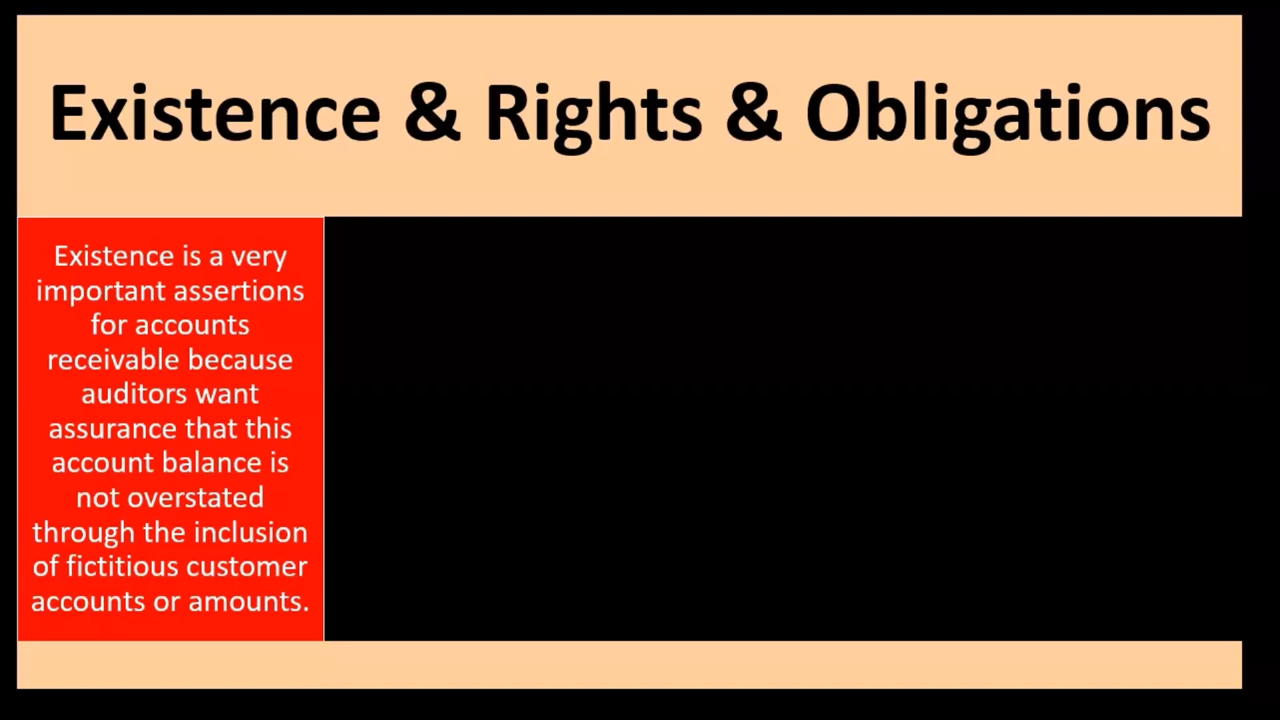 Existence & Rights & Obligations
Existence is a very
important assertions
for accounts
receivable because
auditors want
assurance that this
account balance is
not overstated
through the inclusion
of fictitious customer
accounts or amounts.